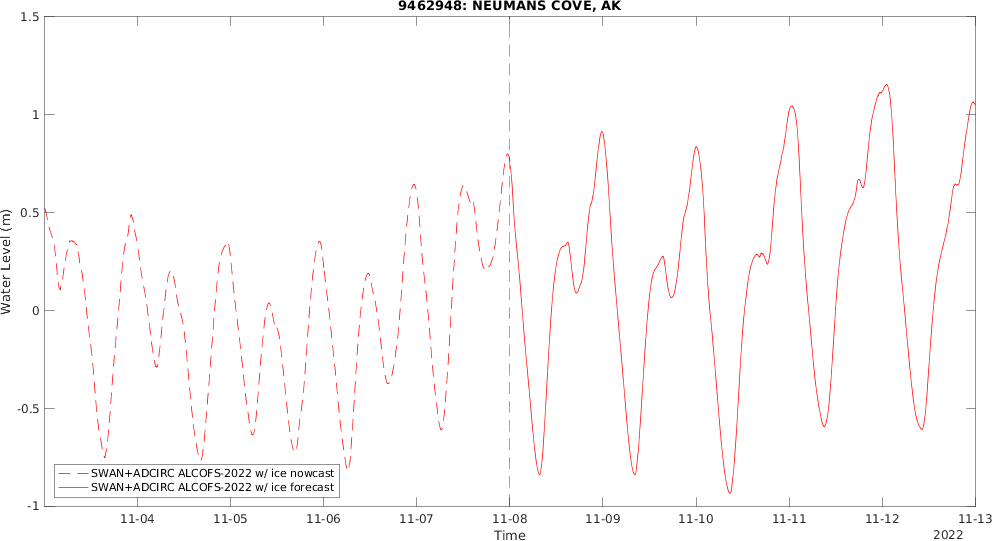 9462948: NEUMANS COVE, AK
1.5
1
0.5
0
-0.5
-1
Water Level (m)
SWAN+ADCIRC ALCOFS-2022 w/ ice nowcast
SWAN+ADCIRC ALCOFS-2022 w/ ice forecast
11-04 11-05 11-06 11-07 11-08 11-09 11-10 11-11 11-12 11-13
Time
2022